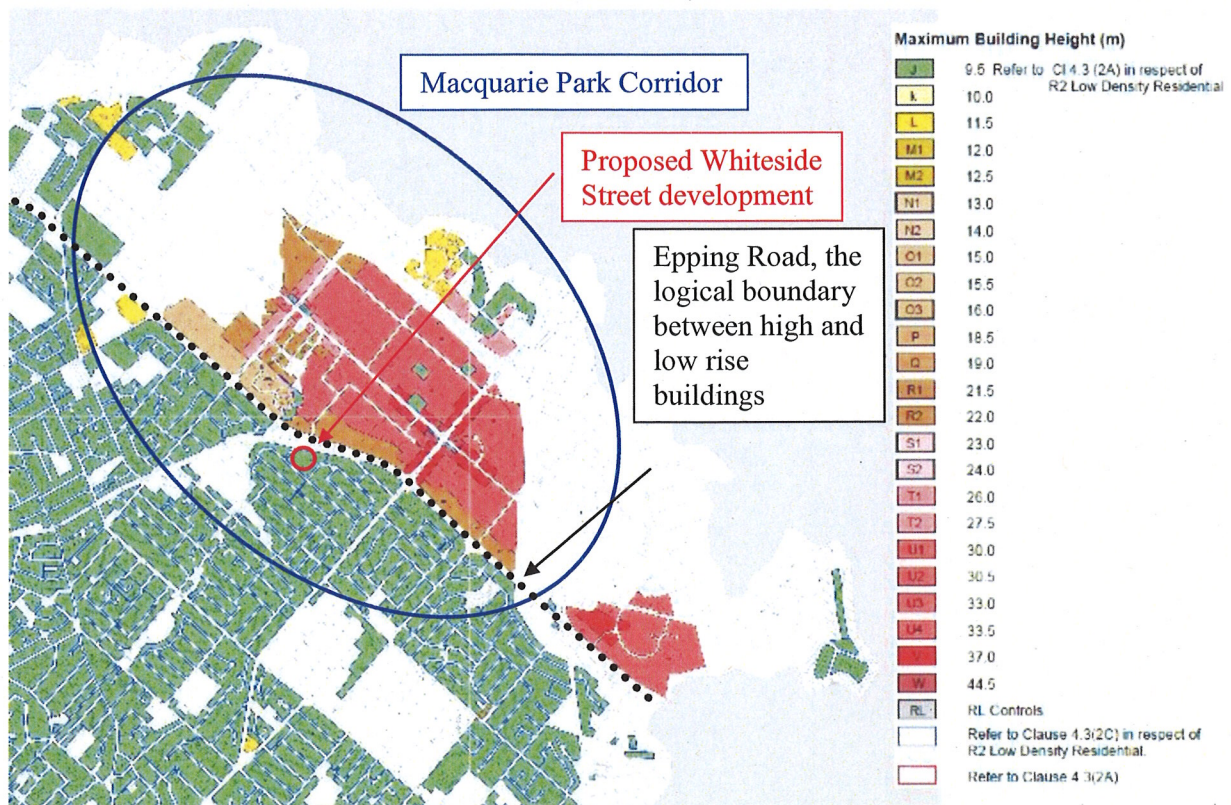 Macquarie Park Corridor
Proposed Whiteside
Street development
Epping Road, the
logical boundary
between high and
low rise
buildings
Maximum Building Height (m)
J 9.5 Refer to Cl 4.3 (2A) in respect of
R2 Low Density Residential
k 10.0
L 11.5
M1 12.0
M2 12.5
N1 13.0
N2 14.0
O1 15.0
O2 15.5
O3 16.0
P 18.5
Q 19.0
R1 21.5
R2 22.0
S1 23.0
S2 24.0
T1 26.0
T2 27.5
U1 30.0
U2 30.5
U3 33.0
U4 33.5
37.0
W 44.5
RL RL Controls
Refer to Clause 4.3(2C) in respect of
R2 Low Density Residential.
Refer to Clause 4.3(2A)